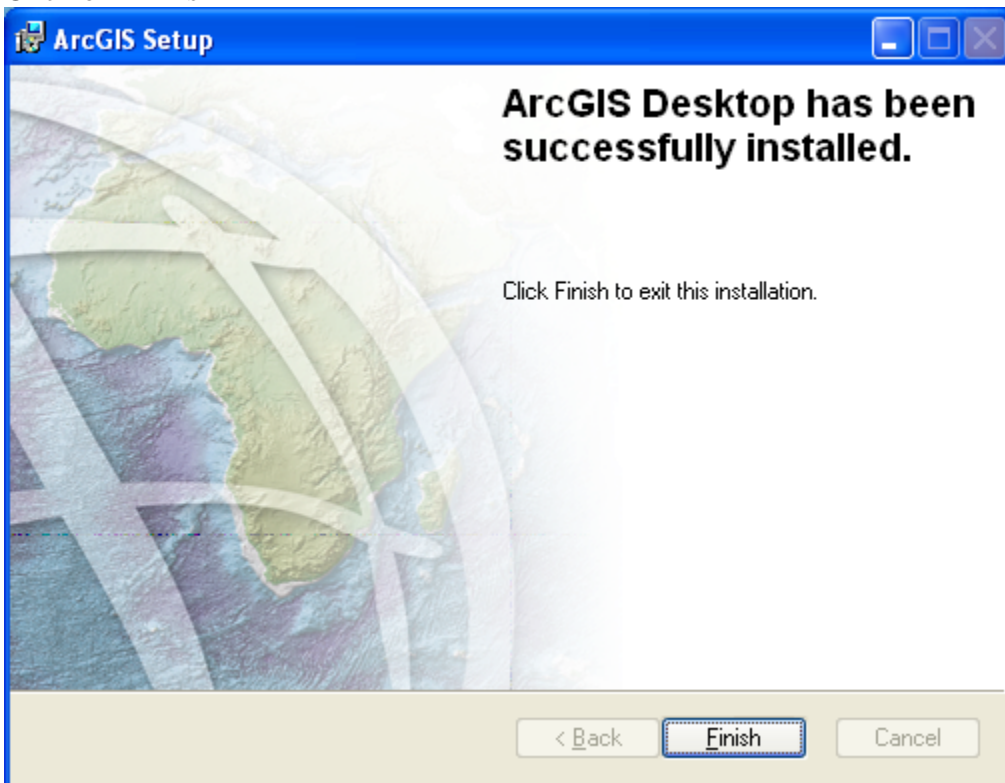 ArcGIS Setup
ArcGIS Desktop has been
successfully installed.
Click Finish to exit this installation.
< Back
Finish
Cancel